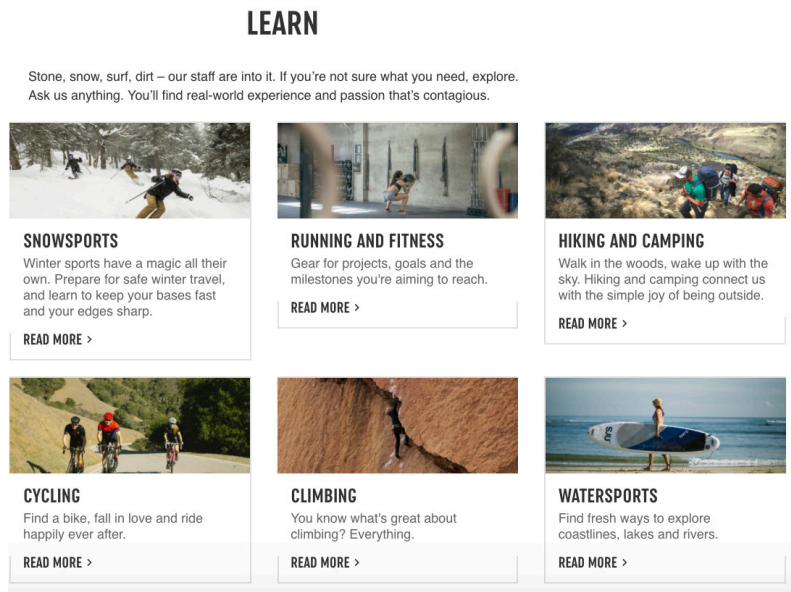 LEARN
Stone, snow, surf, dirt – our staff are into it. If you're not sure what you need, explore.
Ask us anything. You'll find real-world experience and passion that's contagious.
SNOWSPORTS
Winter sports have a magic all their
own. Prepare for safe winter travel,
and learn to keep your bases fast
and your edges sharp.
READ MORE >
RUNNING AND FITNESS
Gear for projects, goals and the
milestones you're aiming to reach.
READ MORE >
HIKING AND CAMPING
Walk in the woods, wake up with the
sky. Hiking and camping connect us
with the simple joy of being outside.
READ MORE >
CYCLING
Find a bike, fall in love and ride
happily ever after.
READ MORE >
CLIMBING
You know what's great about
climbing? Everything.
READ MORE >
WATERSPORTS
Find fresh ways to explore
coastlines, lakes and rivers.
READ MORE >